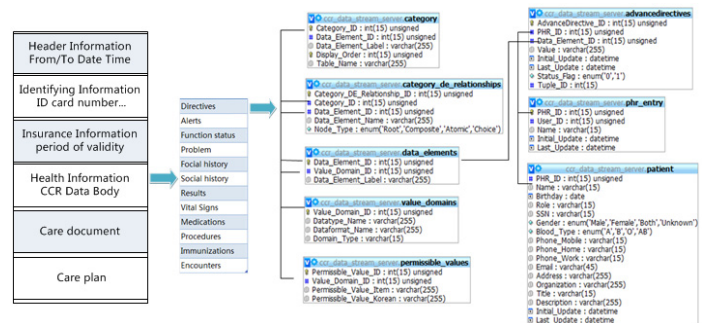 Header Information
From/To Date Time
Identifying Information
ID card number...
Insurance Information
period of validity
Health Information
CCR Data Body
Care document
Care plan
Directives
Alerts
Function status
Problem
Focial history
Social history
Results
Vital Signs
Medications
Procedures
Immunizations
Encounters
ccr_data_stream_server.category
Category_ID : int(15) unsigned
Data_Element_ID : int(15) unsigned
Data_Element_Label : varchar(255)
Display_Order : int(15) unsigned
Table_Name : varchar(255)
ccr_data_stream_server.category_de_relationships
Category_DE_Relationship_ID : int(15) unsigned
Category_ID : int(15) unsigned
Data_Element_ID : int(15) unsigned
Data_Element_Name : varchar(255)
Node_Type : enum('Root','Composite','Atomic','Choice')
ccr_data_stream_server.data_elements
Data_Element_ID : int(15) unsigned
Value_Domain_ID : int(15) unsigned
Data_Element_Label : varchar(255)
ccr_data_stream_server.value_domains
Value_Domain_ID : int(15) unsigned
Datatype_Name : varchar(255)
Dataformat_Name : varchar(255)
Domain_Type : varchar(15)
ccr_data_stream_server.permissible_values
Permissible_Value_ID : int(15) unsigned
Value_Domain_ID : int(15) unsigned
Permissible_Value_Item : varchar(255)
Permissible_Value_Korean : varchar(255)
ccr_data_stream_server.advancedirectives
AdvanceDirective_ID : int(15) unsigned
PHR_ID : int(15) unsigned
Data_Element_ID : int(15) unsigned
Value : varchar(255)
Initial_Update : datetime
Last_Update : datetime
Status_Flag : enum('0','1')
Tuple_ID : int(15)
ccr_data_stream_server.phr_entry
PHR_ID : int(15) unsigned
User_ID : int(15) unsigned
Name : varchar(15)
Initial_Update : datetime
Last_Update : datetime
ccr_data_stream_server.patient
PHR_ID : int(15) unsigned
Name : varchar(15)
Birthday : date
Role : varchar(15)
SSN : varchar(15)
Gender : enum('Male','Female','Both','Unknown')
Blood_Type : enum('A','B','O','AB')
Phone_Mobile : varchar(15)
Phone_Home : varchar(15)
Phone_Work : varchar(15)
Email : varchar(45)
Address : varchar(255)
Organization : varchar(255)
Title : varchar(15)
Description : varchar(255)
Initial_Update : datetime
Last_Update : datetime